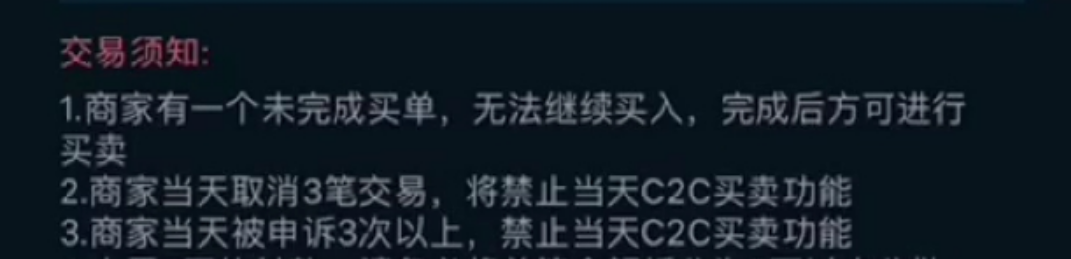 交易须知:
1.商家有一个未完成买单，无法继续买入，完成后方可进行
买卖
2.商家当天取消3笔交易，将禁止当天C2C买卖功能
3.商家当天被申诉3次以上，禁止当天C2C买卖功能